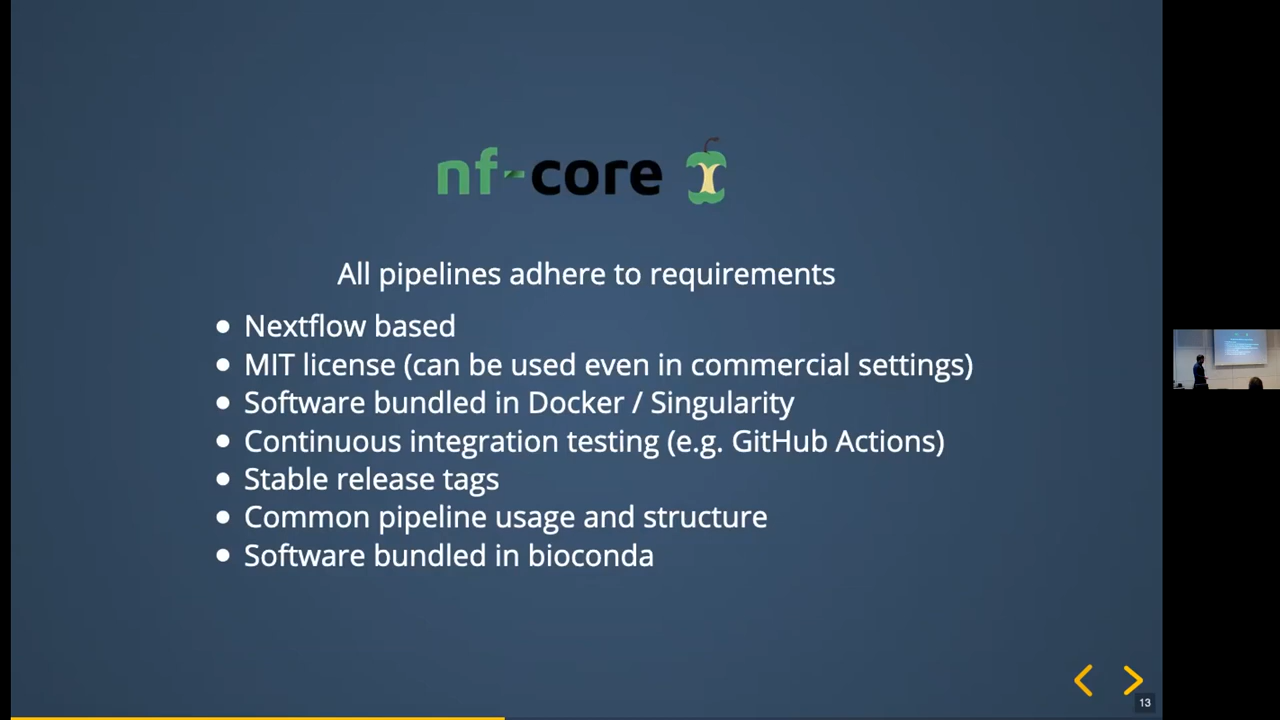 nf-core
All pipelines adhere to requirements
Nextflow based
MIT license (can be used even in commercial settings)
Software bundled in Docker / Singularity
Continuous integration testing (e.g. GitHub Actions)
Stable release tags
Common pipeline usage and structure
Software bundled in bioconda
13